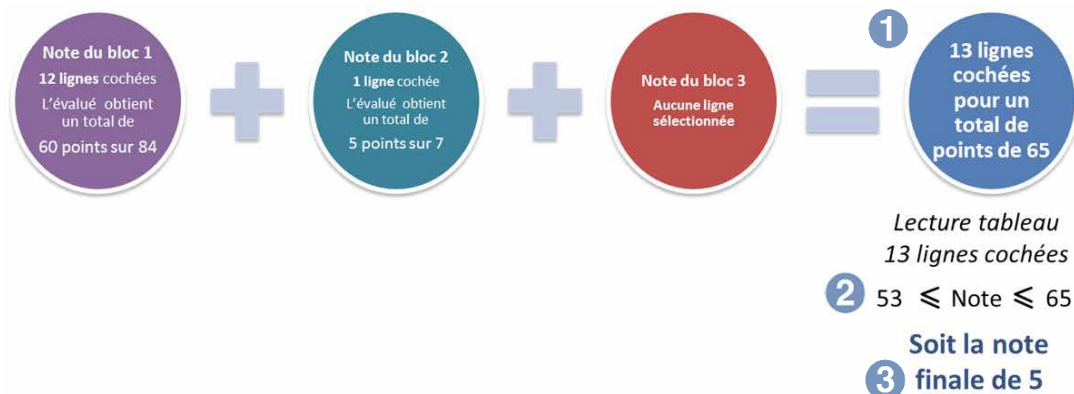 Note du bloc 1
12 lignes cochées
L'évalué obtient
un total de
60 points sur 84
Note du bloc 2
1 ligne cochée
L'évalué obtient
un total de
5 points sur 7
Note du bloc 3
Aucune ligne
sélectionnée
1
13 lignes
cochées
pour un
total de
points de 65
Lecture tableau
13 lignes cochées
2 53 ⩽ Note ⩽ 65
Soit la note
3 finale de 5